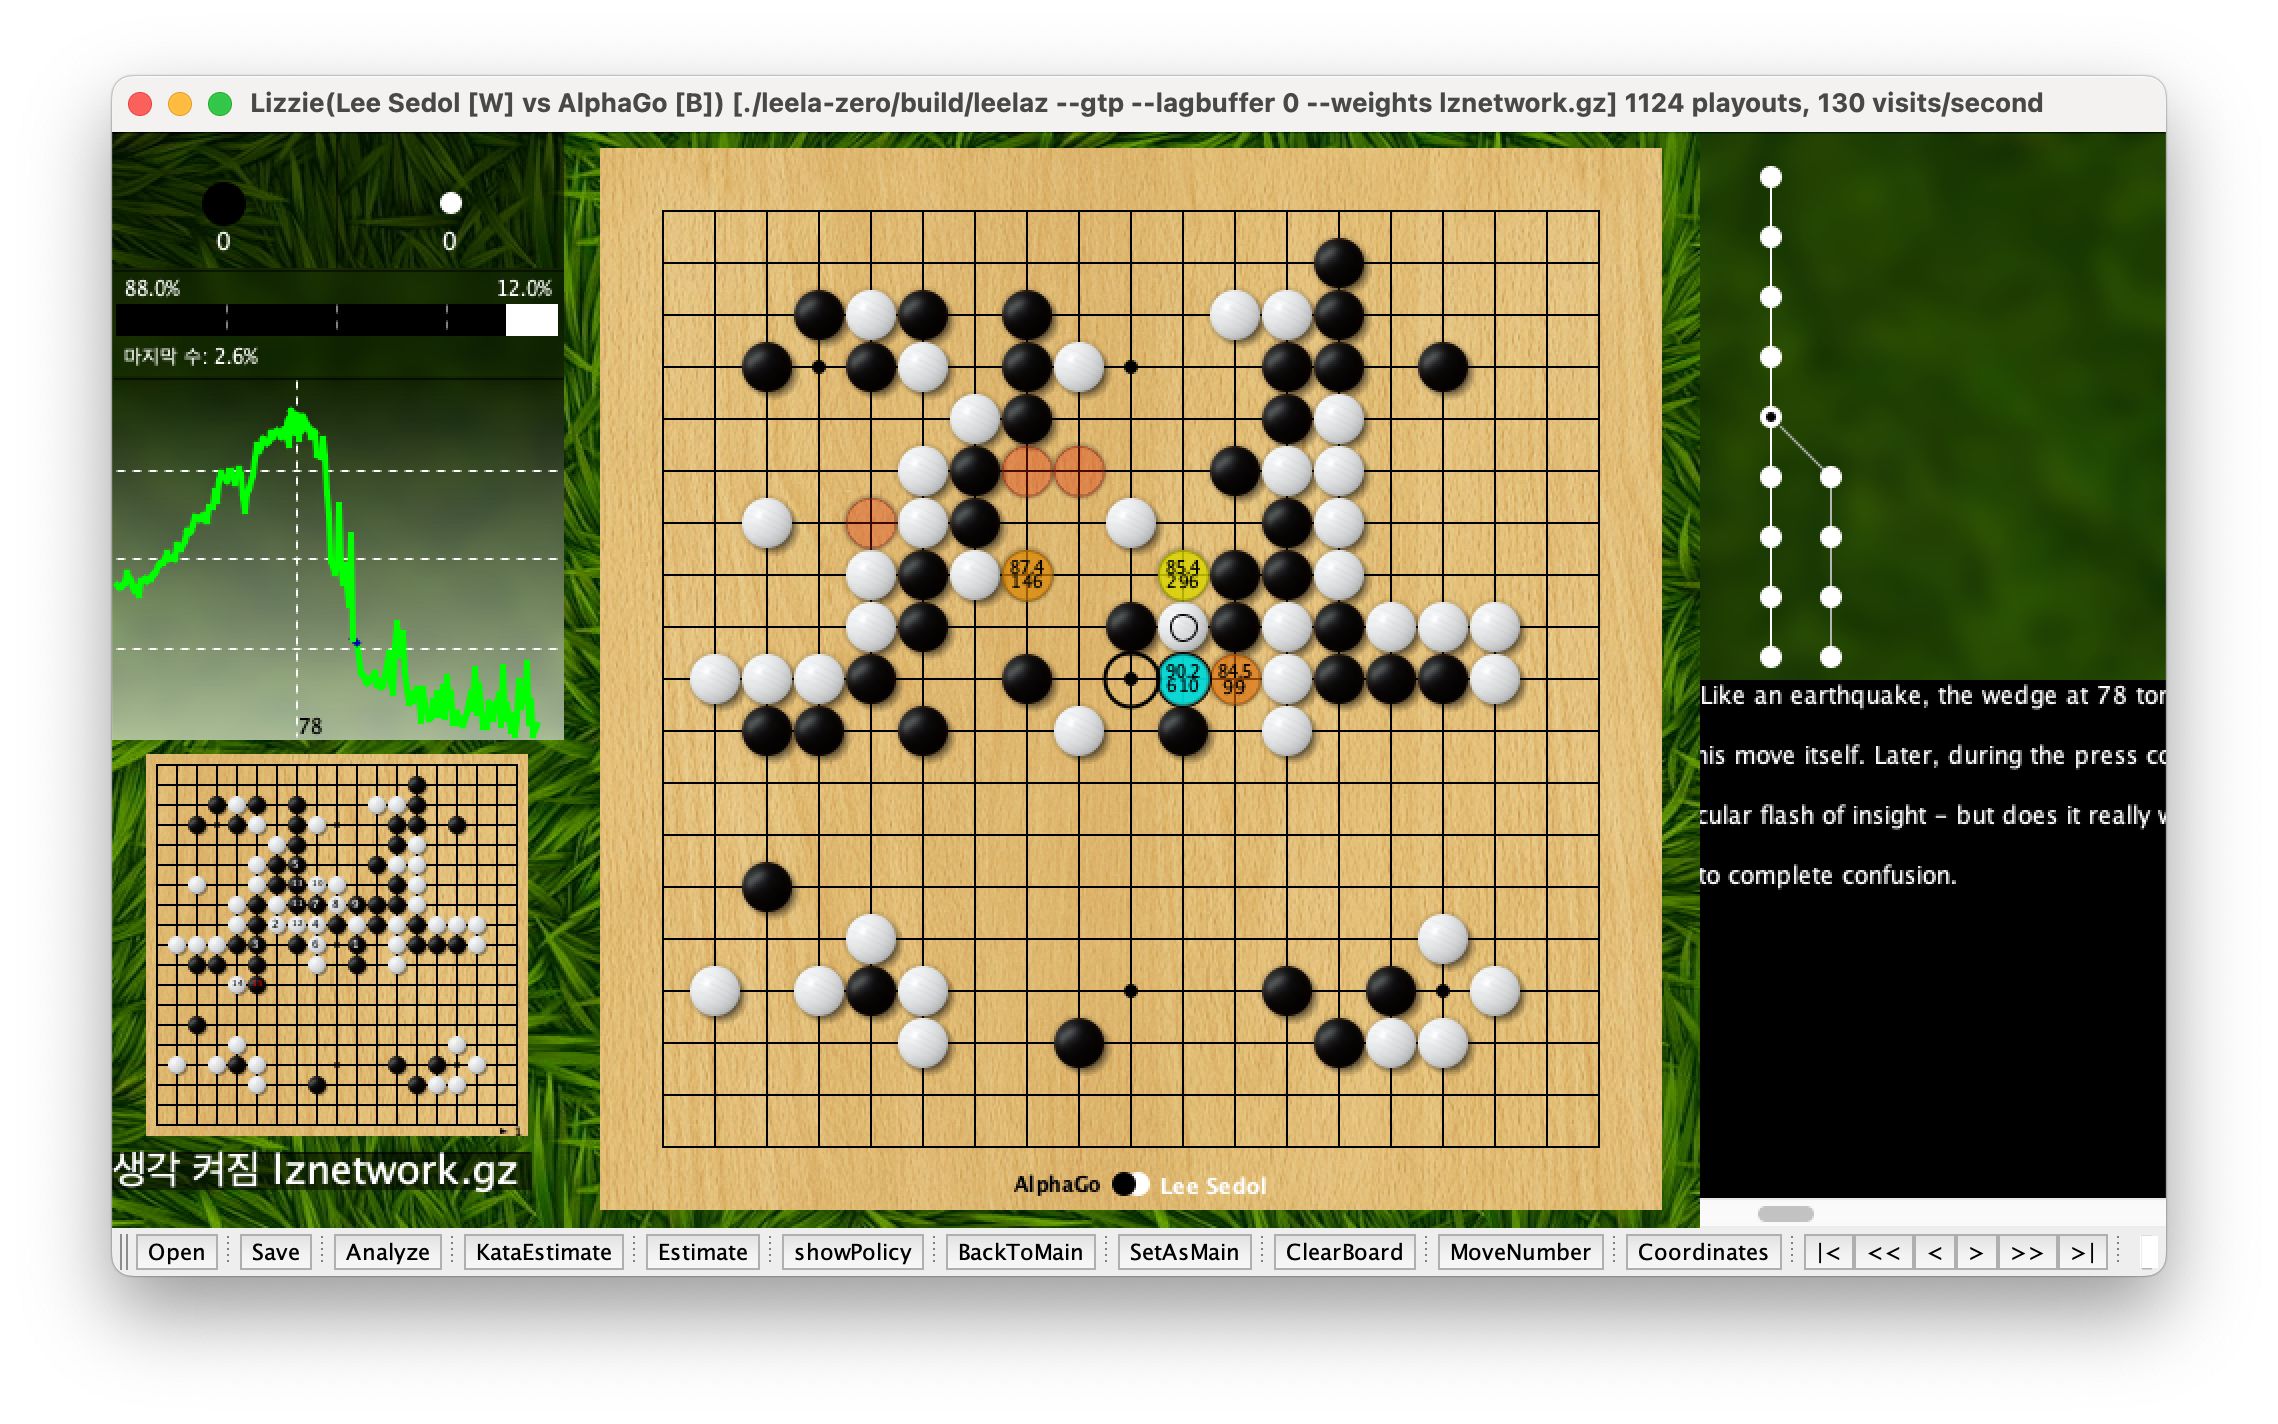 Lizzie(Lee Sedol [W] vs AlphaGo [B]) [./leela-zero/build/leelaz --gtp --lagbuffer 0 --weights lznetwork.gz] 1124 playouts, 130 visits/second
0 0
88.0% 12.0%
마지막 수: 2.6%
78
87.4
146
85.4
296
90.2
610
84.5
99
Like an earthquake, the wedge at 78 tor
his move itself. Later, during the press co
cular flash of insight – but does it really w
to complete confusion.
생각 켜짐 lznetwork.gz
AlphaGo Lee Sedol
Open Save Analyze KataEstimate Estimate showPolicy BackToMain SetAsMain ClearBoard MoveNumber Coordinates |< << < > >> >|